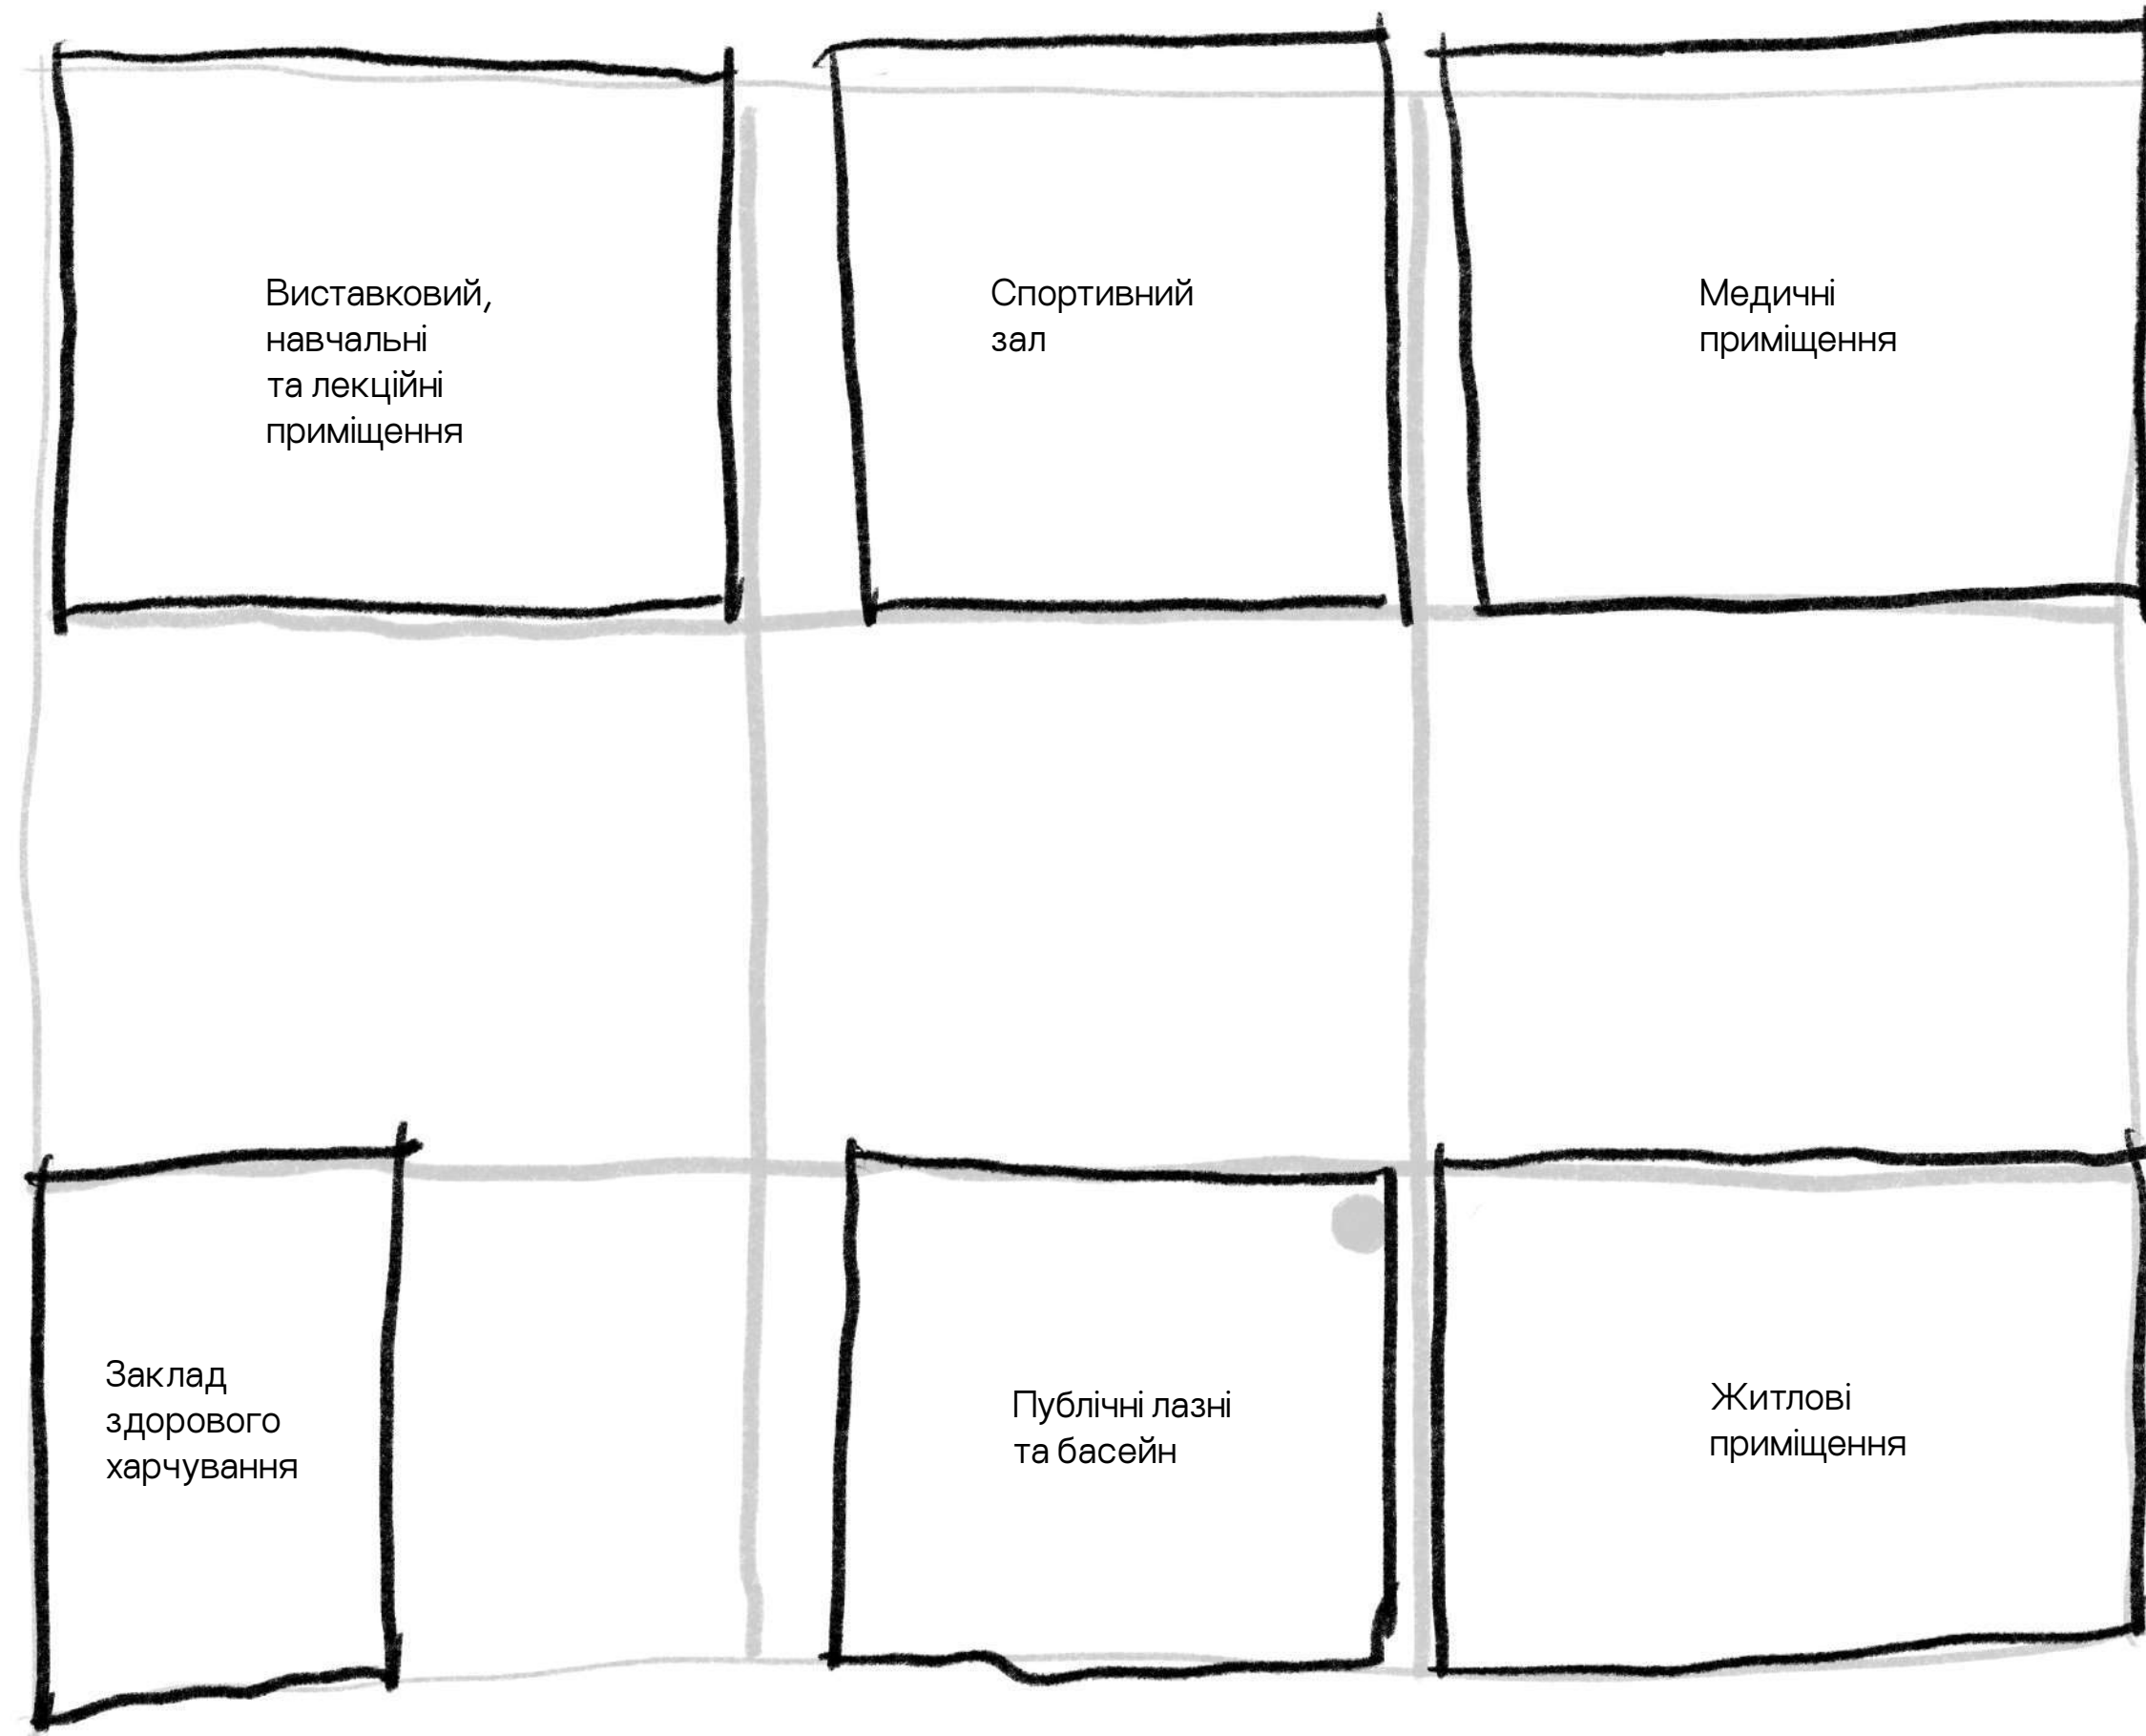 Виставковий,
навчальні
та лекційні
приміщення
Спортивний
зал
Медичні
приміщення
Заклад
здорового
харчування
Публічні лазні
та басейн
Житлові
приміщення